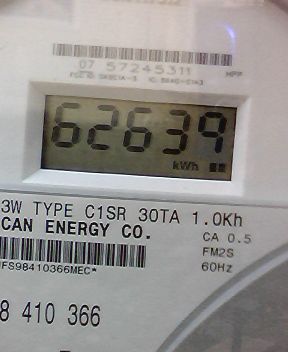 07 57245311 MPP
62639
kWh
3W TYPE C1SR 30TA 1.0Kh
CAN ENERGY CO.
CA 0.5
FM2S
60Hz
FS98410366MEC*
8 410 366